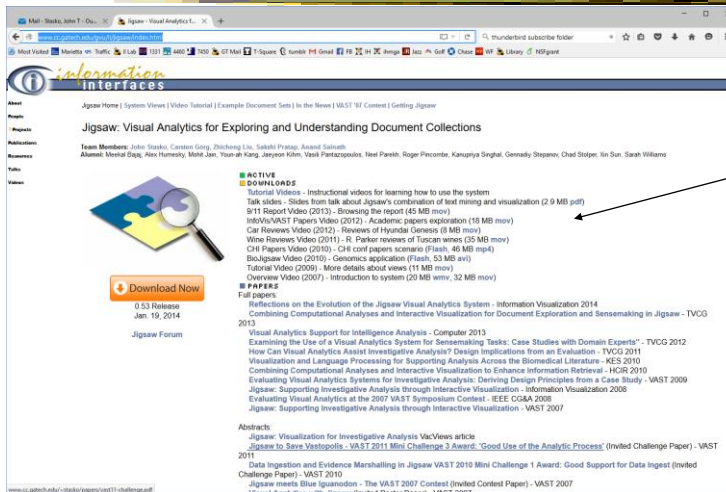 Mail - Stasko, John T - Ou...
Jigsaw - Visual Analytics f...
www.cc.gatech.edu/gvu/ii/jigsaw/index.html
thunderbird subscribe folder
Most Visited Marietta Traffic II Lab 1331 4460 7450 GT Mail T-Square tumblr Gmail FB IX IH ihmga Jazz Golf Chase WF Library NSFgrant
information
interfaces
About
People
Projects
Publications
Resources
Talks
Videos
Jigsaw Home | System Views | Video Tutorial | Example Document Sets | In the News | VAST '07 Contest | Getting Jigsaw
Jigsaw: Visual Analytics for Exploring and Understanding Document Collections
Team Members: John Stasko, Carsten Görg, Zhicheng Liu, Sakshi Pratap, Anand Sainath
Alumni: Meekal Bajaj, Alex Humesky, Mohit Jain, Youn-ah Kang, Jaeyeon Kihm, Vasili Pantazopoulos, Neel Parekh, Roger Pincombe, Kanupriya Singhal, Gennadiy Stepanov, Chad Stolper, Xin Sun, Sarah Williams
ACTIVE
DOWNLOADS
Tutorial Videos - Instructional videos for learning how to use the system
Talk slides - Slides from talk about Jigsaw's combination of text mining and visualization (2.9 MB pdf)
9/11 Report Video (2013) - Browsing the report (45 MB mov)
InfoVis/VAST Papers Video (2012) - Academic papers exploration (18 MB mov)
Car Reviews Video (2012) - Reviews of Hyundai Genesis (8 MB mov)
Wine Reviews Video (2011) - R. Parker reviews of Tuscan wines (35 MB mov)
CHI Papers Video (2010) - CHI conf papers scenario (Flash, 46 MB mp4)
BioJigsaw Video (2010) - Genomics application (Flash, 53 MB avi)
Tutorial Video (2009) - More details about views (11 MB mov)
Overview Video (2007) - Introduction to system (20 MB wmv, 32 MB mov)
Download Now
0.53 Release
Jan. 19, 2014
Jigsaw Forum
PAPERS
Full papers:
Reflections on the Evolution of the Jigsaw Visual Analytics System - Information Visualization 2014
Combining Computational Analyses and Interactive Visualization for Document Exploration and Sensemaking in Jigsaw - TVCG
2013
Visual Analytics Support for Intelligence Analysis - Computer 2013
Examining the Use of a Visual Analytics System for Sensemaking Tasks: Case Studies with Domain Experts" - TVCG 2012
How Can Visual Analytics Assist Investigative Analysis? Design Implications from an Evaluation - TVCG 2011
Visualization and Language Processing for Supporting Analysis Across the Biomedical Literature - KES 2010
Combining Computational Analyses and Interactive Visualization to Enhance Information Retrieval - HCIR 2010
Evaluating Visual Analytics Systems for Investigative Analysis: Deriving Design Principles from a Case Study - VAST 2009
Jigsaw: Supporting Investigative Analysis through Interactive Visualization - Information Visualization 2008
Evaluating Visual Analytics at the 2007 VAST Symposium Contest - IEEE CG&A 2008
Jigsaw: Supporting Investigative Analysis through Interactive Visualization - VAST 2007
Abstracts:
Jigsaw: Visualization for Investigative Analysis VacViews article
Jigsaw to Save Vastopolis - VAST 2011 Mini Challenge 3 Award: 'Good Use of the Analytic Process' (Invited Challenge Paper) - VAST
2011
Data Ingestion and Evidence Marshalling in Jigsaw VAST 2010 Mini Challenge 1 Award: Good Support for Data Ingest (Invited
Challenge Paper) - VAST 2010
Jigsaw meets Blue Iguanodon - The VAST 2007 Contest (Invited Contest Paper) - VAST 2007
www.cc.gatech.edu/~stasko/papers/vast11-challenge.pdf